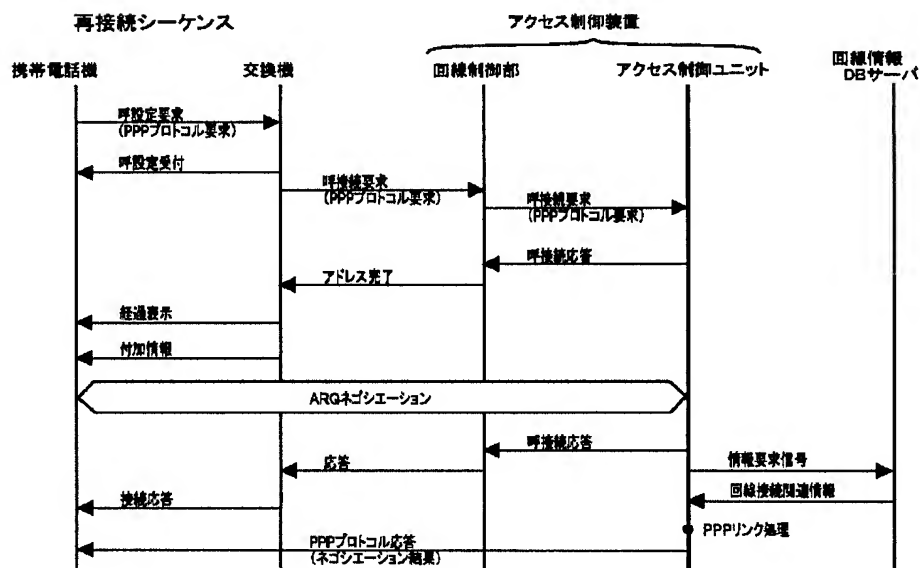 再接続シーケンス
アクセス制御装置
携帯電話機
交換機
回線制御部
アクセス制御ユニット
回線情報
DBサーバ
呼設定要求
(PPPプロトコル要求)
呼設定受付
呼接続要求
(PPPプロトコル要求)
呼接続要求
(PPPプロトコル要求)
呼接続応答
アドレス完了
経過表示
付加情報
ARQネゴシエーション
呼接続応答
応答
情報要求信号
回線接続関連情報
接続応答
PPPリンク処理
PPPプロトコル応答
(ネゴシエーション結果)